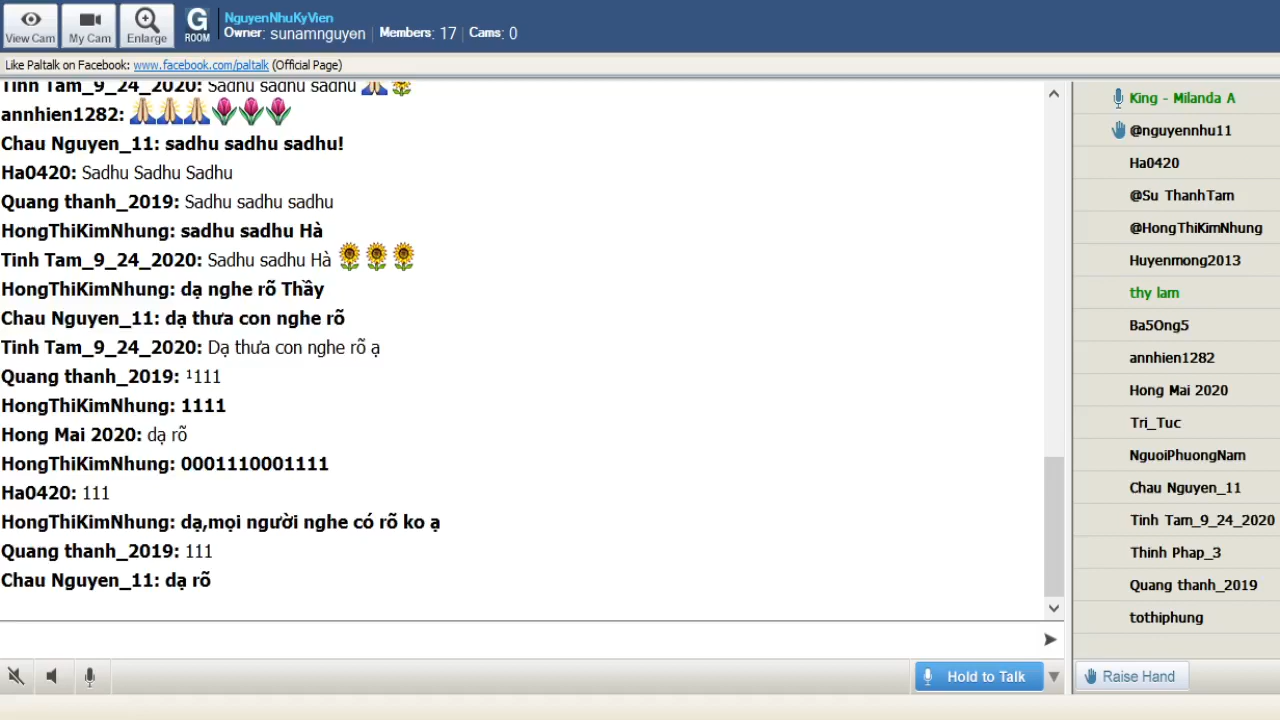 View Cam
My Cam
Enlarge
G
ROOM
NguyenNhuKyVien
Owner: sunamnguyen
Members: 17
Cams: 0
Like Paltalk on Facebook: www.facebook.com/paltalk (Official Page)
Tinh Tam_9_24_2020: Sadhu sadhu sadhu
annhien1282:
Chau Nguyen_11: sadhu sadhu sadhu!
Ha0420: Sadhu Sadhu Sadhu
Quang thanh_2019: Sadhu sadhu sadhu
HongThiKimNhung: sadhu sadhu Hà
Tinh Tam_9_24_2020: Sadhu sadhu Hà
HongThiKimNhung: dạ nghe rõ Thầy
Chau Nguyen_11: dạ thưa con nghe rõ
Tinh Tam_9_24_2020: Dạ thưa con nghe rõ ạ
Quang thanh_2019: ¹111
HongThiKimNhung: 1111
Hong Mai 2020: dạ rõ
HongThiKimNhung: 0001110001111
Ha0420: 111
HongThiKimNhung: dạ,mọi người nghe có rõ ko ạ
Quang thanh_2019: 111
Chau Nguyen_11: dạ rõ
King - Milanda A
@nguyennhu11
Ha0420
@Su ThanhTam
@HongThiKimNhung
Huyenmong2013
thy lam
Ba5Ong5
annhien1282
Hong Mai 2020
Tri_Tuc
NguoiPhuongNam
Chau Nguyen_11
Tinh Tam_9_24_2020
Thinh Phap_3
Quang thanh_2019
tothiphung
Hold to Talk
Raise Hand